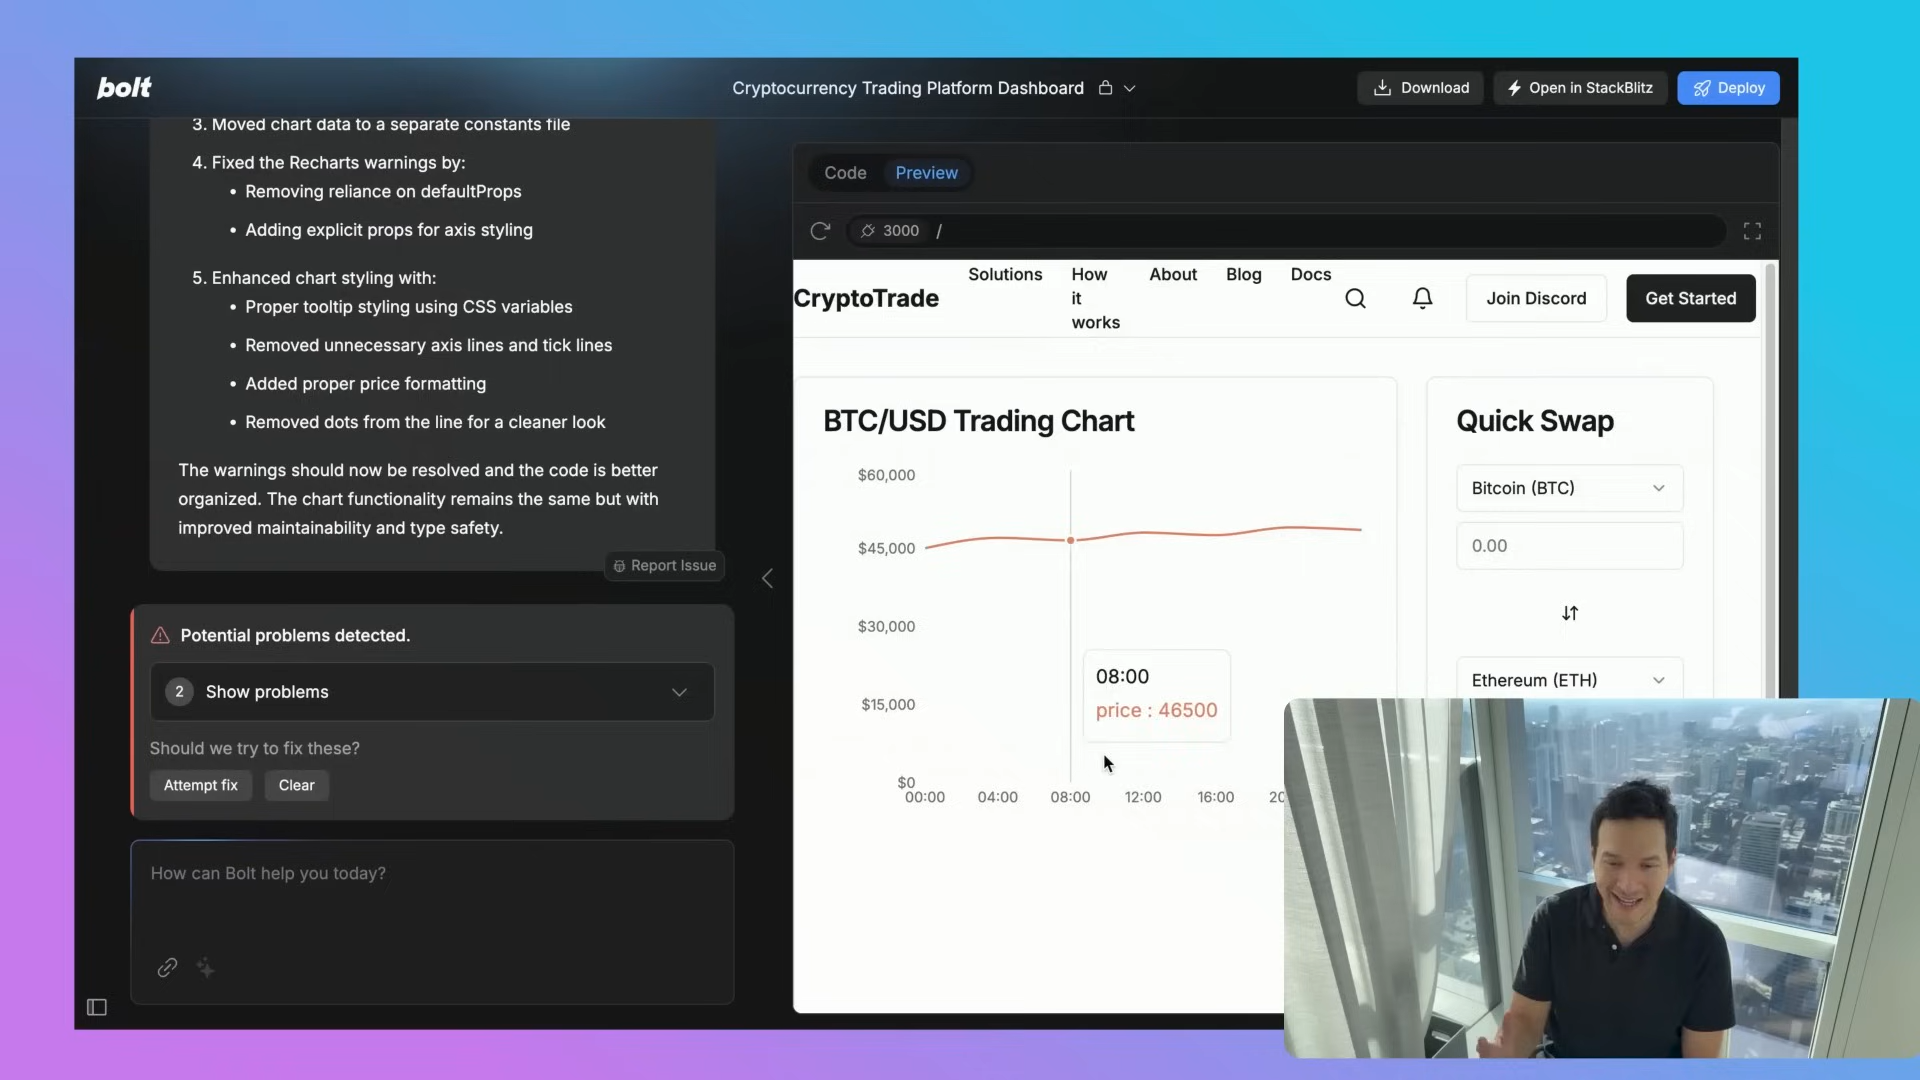 bolt
Cryptocurrency Trading Platform Dashboard
Download
Open in StackBlitz
Deploy
3. Moved chart data to a separate constants file
4. Fixed the Recharts warnings by:
• Removing reliance on defaultProps
• Adding explicit props for axis styling
5. Enhanced chart styling with:
• Proper tooltip styling using CSS variables
• Removed unnecessary axis lines and tick lines
• Added proper price formatting
• Removed dots from the line for a cleaner look
The warnings should now be resolved and the code is better
organized. The chart functionality remains the same but with
improved maintainability and type safety.
Report Issue
Potential problems detected.
2 Show problems
Should we try to fix these?
Attempt fix
Clear
How can Bolt help you today?
Code
Preview
3000 /
CryptoTrade
Solutions
How
it
works
About
Blog
Docs
Join Discord
Get Started
BTC/USD Trading Chart
$60,000
$45,000
$30,000
$15,000
$0
08:00
price : 46500
00:00
04:00
08:00
12:00
16:00
Quick Swap
Bitcoin (BTC)
0.00
Ethereum (ETH)